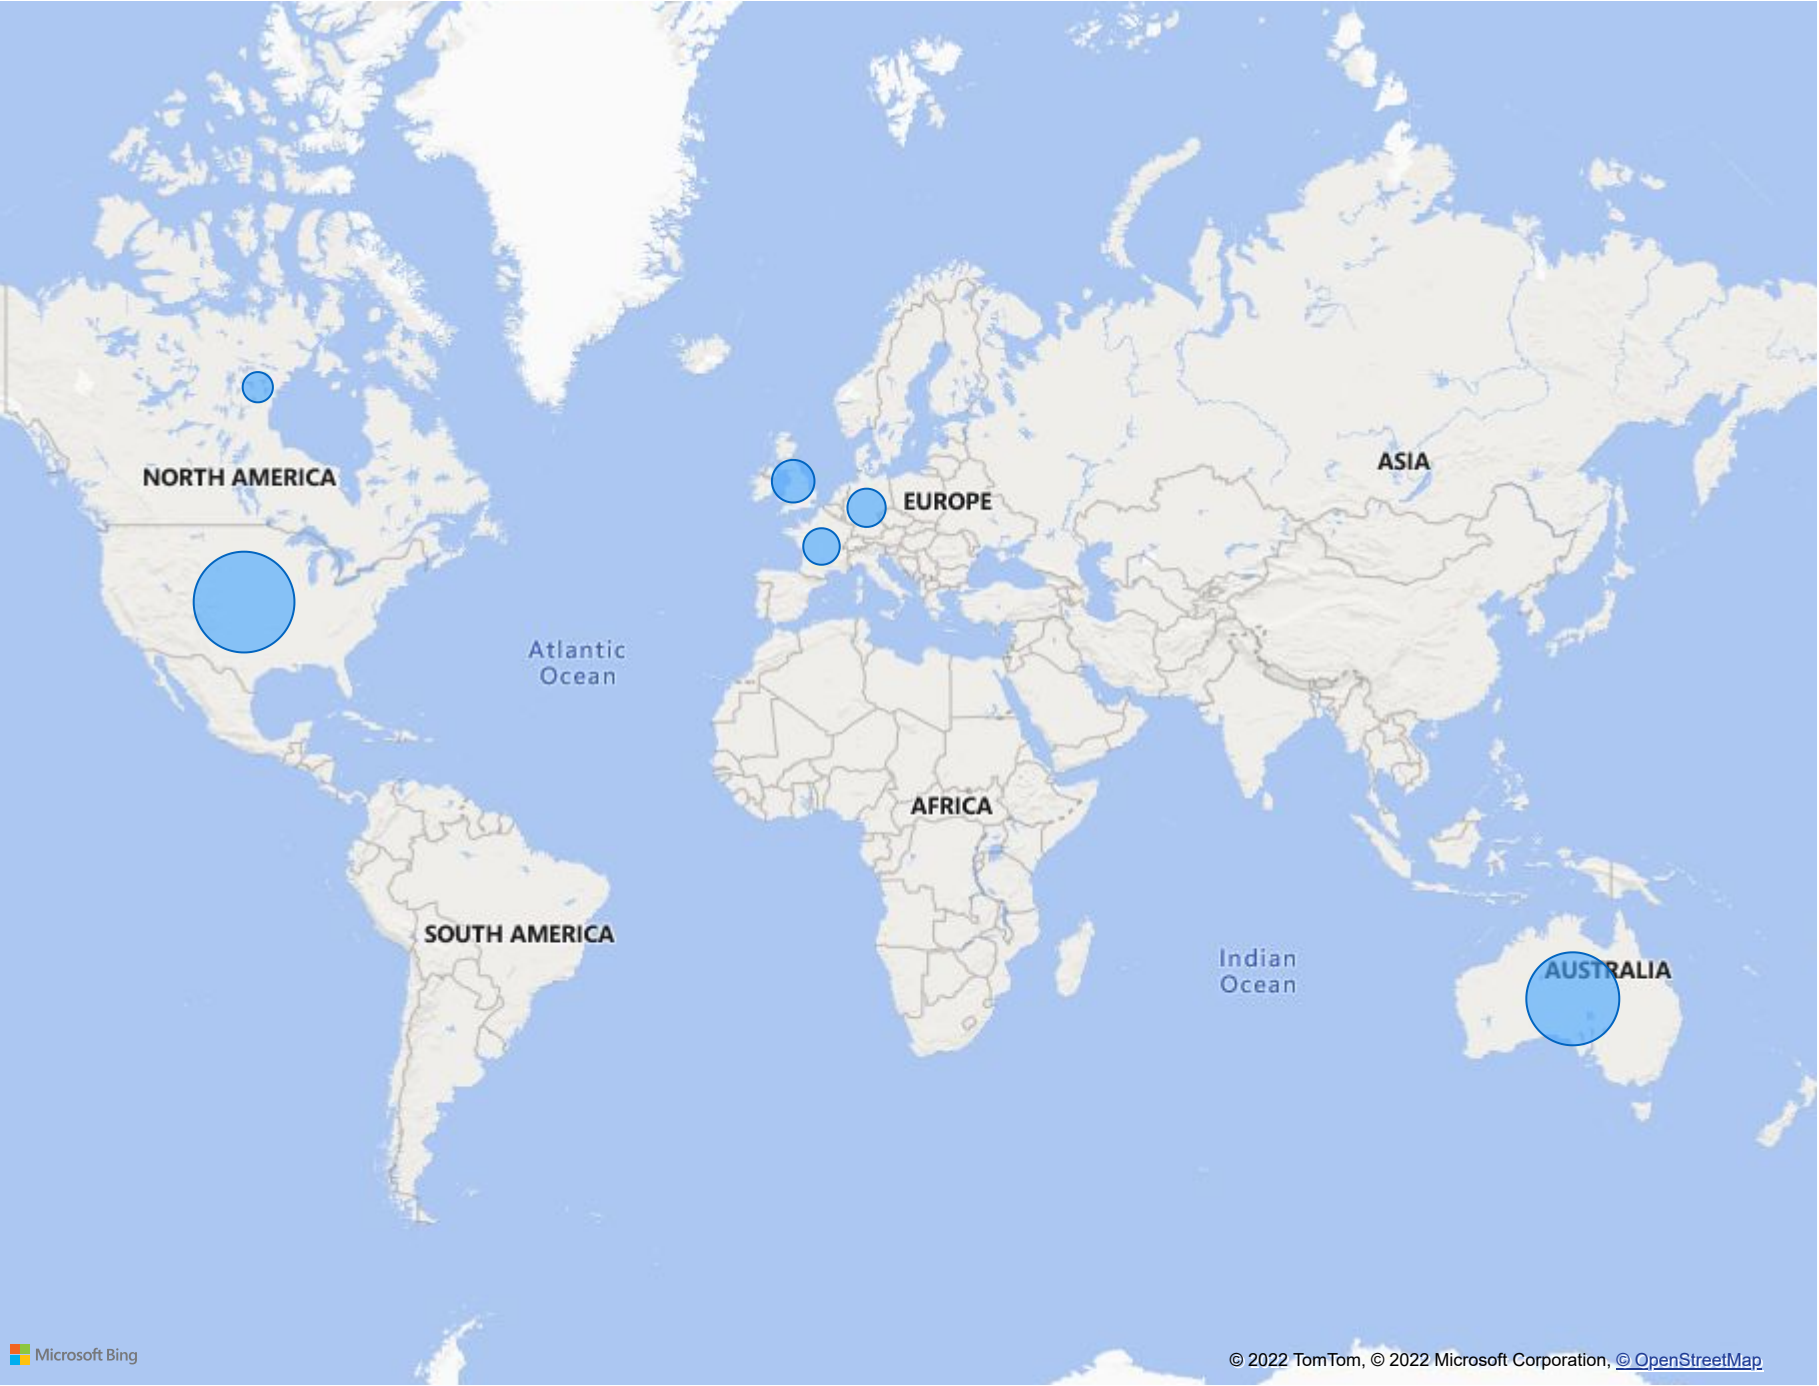 ASIA
NORTH AMERICA
EUROPE
Atlantic
Ocean
AFRICA
SOUTH AMERICA
Indian
Ocean
AUSTRALIA
Microsoft Bing
© 2022 TomTom, © 2022 Microsoft Corporation, © OpenStreetMap